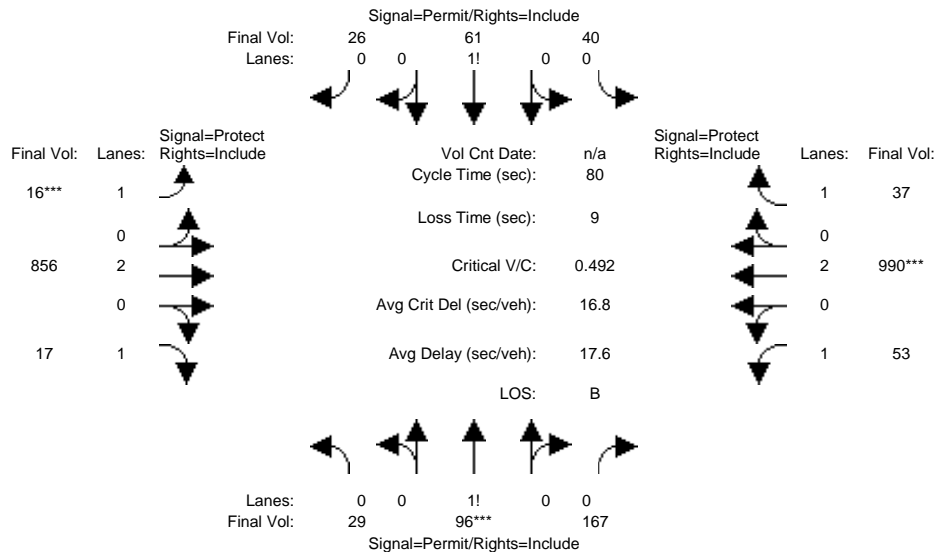 Signal=Permit/Rights=Include
Final Vol: 26 61 40
Lanes: 0 0 1! 0 0
Signal=Protect Signal=Protect
Final Vol: Lanes: Rights=Include Vol Cnt Date: n/a Rights=Include Lanes: Final Vol:
Cycle Time (sec): 80
16*** 1 1 37
Loss Time (sec): 9
0 0
856 2 Critical V/C: 0.492 2 990***
0 Avg Crit Del (sec/veh): 16.8 0
17 1 Avg Delay (sec/veh): 17.6 1 53
LOS: B
Lanes: 0 0 1! 0 0
Final Vol: 29 96*** 167
Signal=Permit/Rights=Include